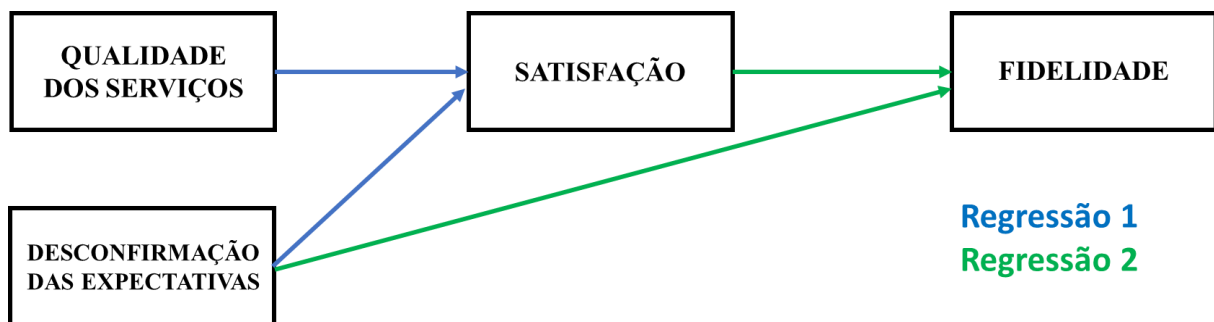 QUALIDADE
DOS SERVIÇOS
SATISFAÇÃO
FIDELIDADE
DESCONFIRMAÇÃO
DAS EXPECTATIVAS
Regressão 1
Regressão 2